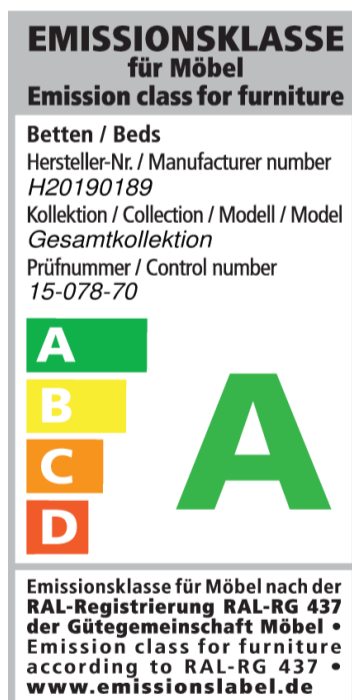 EMISSIONSKLASSE
für Möbel
Emission class for furniture
Betten / Beds
Hersteller-Nr. / Manufacturer number
H20190189
Kollektion / Collection / Modell / Model
Gesamtkollektion
Prüfnummer / Control number
15-078-70
A
B
C
D
A
Emissionsklasse für Möbel nach der
RAL-Registrierung RAL-RG 437
der Gütegemeinschaft Möbel •
Emission class for furniture
according to RAL-RG 437 •
www.emissionslabel.de